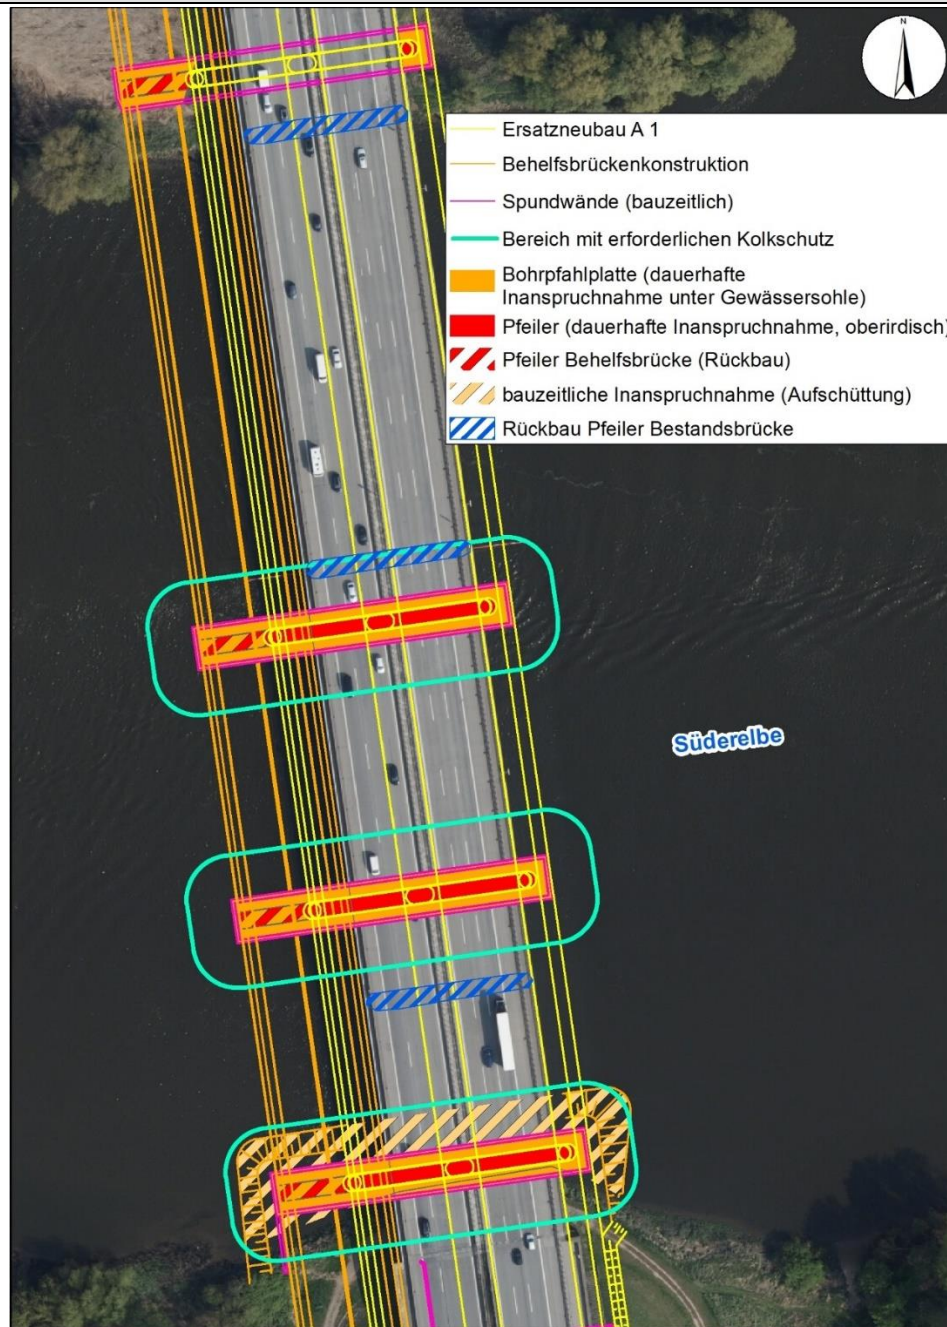 N
Ersatzneubau A 1
Behelfsbrückenkonstruktion
Spundwände (bauzeitlich)
Bereich mit erforderlichen Kolkschutz
Bohrpfahlplatte (dauerhafte
Inanspruchnahme unter Gewässersohle)
Pfeiler (dauerhafte Inanspruchnahme, oberirdisch)
Pfeiler Behelfsbrücke (Rückbau)
bauzeitliche Inanspruchnahme (Aufschüttung)
Rückbau Pfeiler Bestandsbrücke
Süderelbe